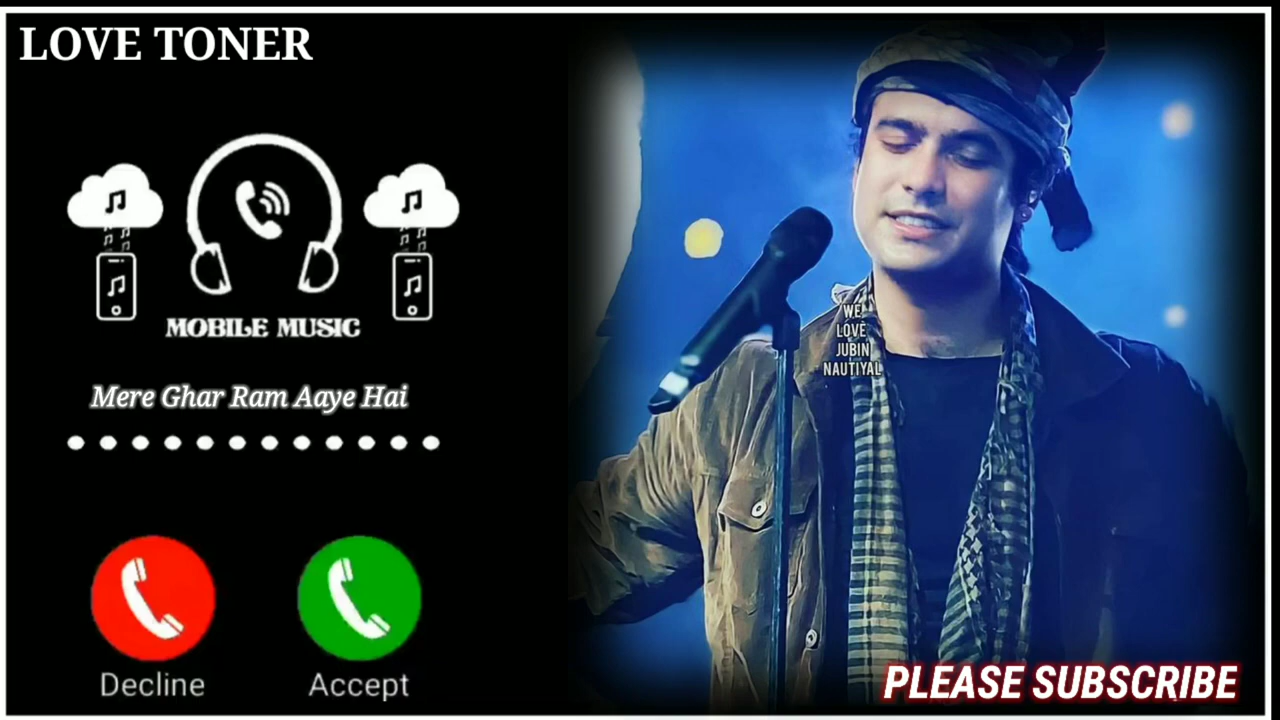 LOVE TONER
MOBILE MUSIC
Mere Ghar Ram Aaye Hai
Decline
Accept
WE
LOVE
JUBIN
NAUTIYAL
PLEASE SUBSCRIBE